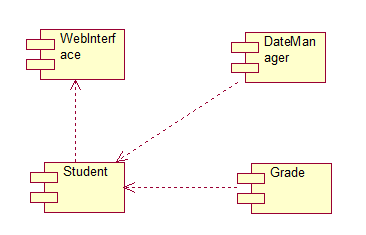 WebInterf
ace
DateMan
ager
Student
Grade